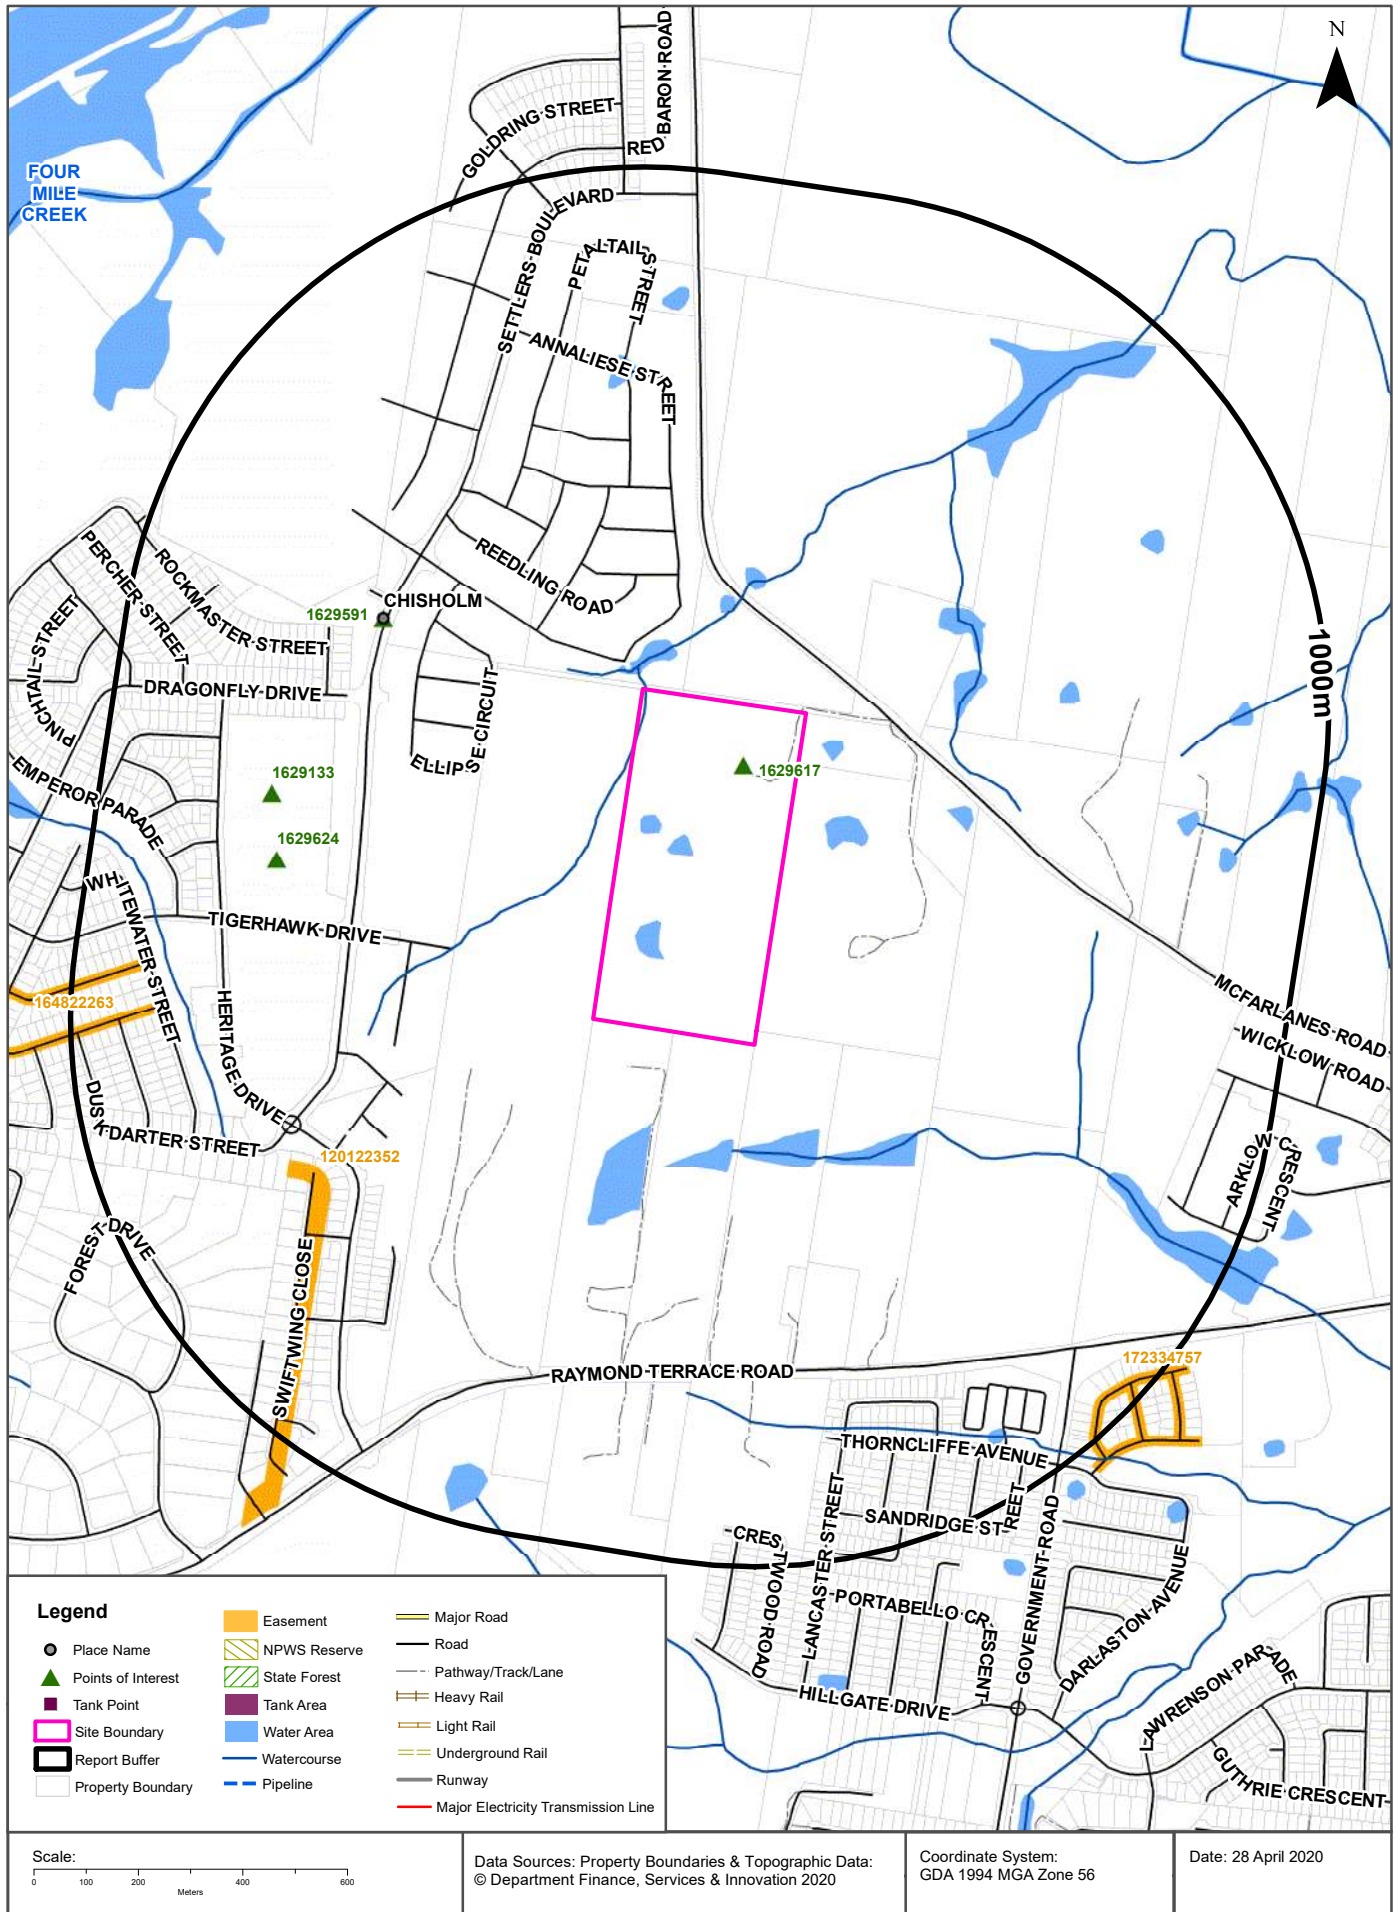 N
RED BARON ROAD
GOLDRING STREET
FOUR
MILE
CREEK
SETTLERS BOULEVARD
PETALTAIL STREET
ANNALIESE STREET
REEDLING ROAD
PERCHER STREET
ROCKMASTER STREET
PINCHTAIL STREET
1629591
CHISHOLM
DRAGONFLY DRIVE
ELLIPSE CIRCUIT
1000m
EMPEROR PARADE
1629133
1629617
1629624
WHITEWATER STREET
TIGERHAWK DRIVE
164822263
HERITAGE DRIVE
MCFARLANES ROAD
WICKLOW ROAD
DUSKYDARTER STREET
120122352
ARKLOW CRESCENT
FOREST DRIVE
SWIFTWING CLOSE
RAYMOND TERRACE ROAD
172334757
THORNCLIFFE AVENUE
LANCASTER STREET
SANDRIDGE STREET
CRESTWOOD ROAD
GOVERNMENT ROAD
PORTABELLO CRESCENT
DARLASTON AVENUE
HILLGATE DRIVE
LAWRENSON PARADE
GUTHRIE CRESCENT
Legend
Place Name
Points of Interest
Tank Point
Site Boundary
Report Buffer
Property Boundary
Easement
NPWS Reserve
State Forest
Tank Area
Water Area
Watercourse
Pipeline
Major Road
Road
Pathway/Track/Lane
Heavy Rail
Light Rail
Underground Rail
Runway
Major Electricity Transmission Line
Scale:
0 100 200 400 600
Meters
Data Sources: Property Boundaries & Topographic Data:
© Department Finance, Services & Innovation 2020
Coordinate System:
GDA 1994 MGA Zone 56
Date: 28 April 2020